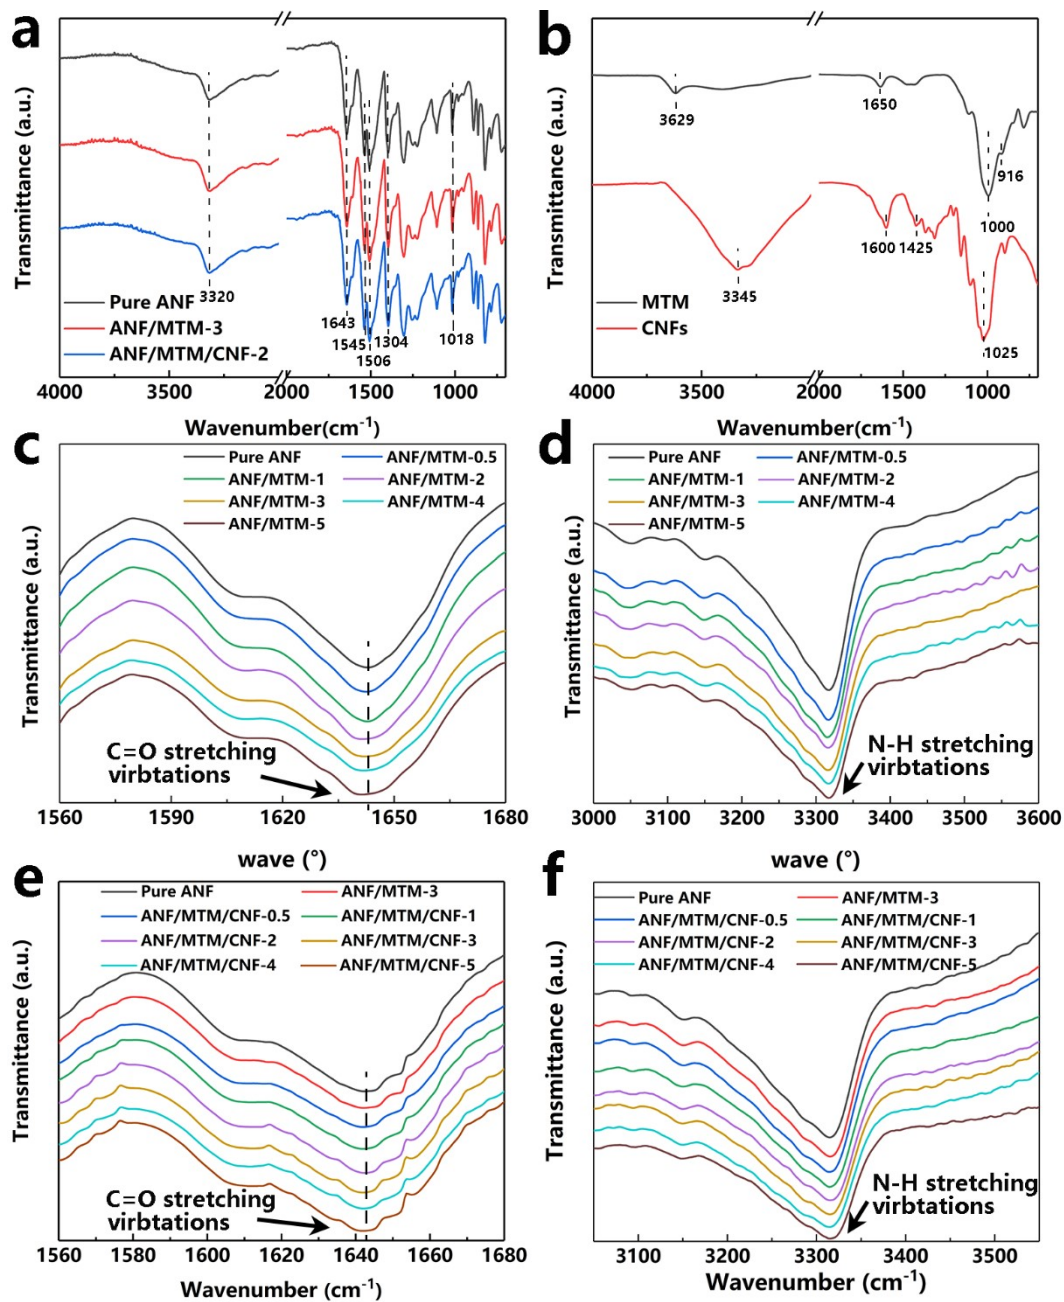 a
Transmittance (a.u.)
3320
1643
1545
1506
1304
1018
Pure ANF
ANF/MTM-3
ANF/MTM/CNF-2
4000
3500
2000
1500
1000
Wavenumber(cm-1)
b
Transmittance (a.u.)
3629
1650
916
1000
3345
1600
1425
1025
MTM
CNFs
4000
3500
2000
1500
1000
Wavenumber(cm-1)
c
Pure ANF
ANF/MTM-0.5
ANF/MTM-1
ANF/MTM-2
ANF/MTM-3
ANF/MTM-4
ANF/MTM-5
Transmittance (a.u.)
C=O stretching
virbtations
1560
1590
1620
1650
1680
wave (°)
d
Pure ANF
ANF/MTM-0.5
ANF/MTM-1
ANF/MTM-2
ANF/MTM-3
ANF/MTM-4
ANF/MTM-5
Transmittance (a.u.)
N-H stretching
virbtations
3000
3100
3200
3300
3400
3500
3600
wave (°)
e
Pure ANF
ANF/MTM-3
ANF/MTM/CNF-0.5
ANF/MTM/CNF-1
ANF/MTM/CNF-2
ANF/MTM/CNF-3
ANF/MTM/CNF-4
ANF/MTM/CNF-5
Transmittance (a.u.)
C=O stretching
virbtations
1560
1580
1600
1620
1640
1660
1680
Wavenumber (cm-1)
f
Pure ANF
ANF/MTM-3
ANF/MTM/CNF-0.5
ANF/MTM/CNF-1
ANF/MTM/CNF-2
ANF/MTM/CNF-3
ANF/MTM/CNF-4
ANF/MTM/CNF-5
Transmittance (a.u.)
N-H stretching
virbtations
3100
3200
3300
3400
3500
Wavenumber (cm-1)